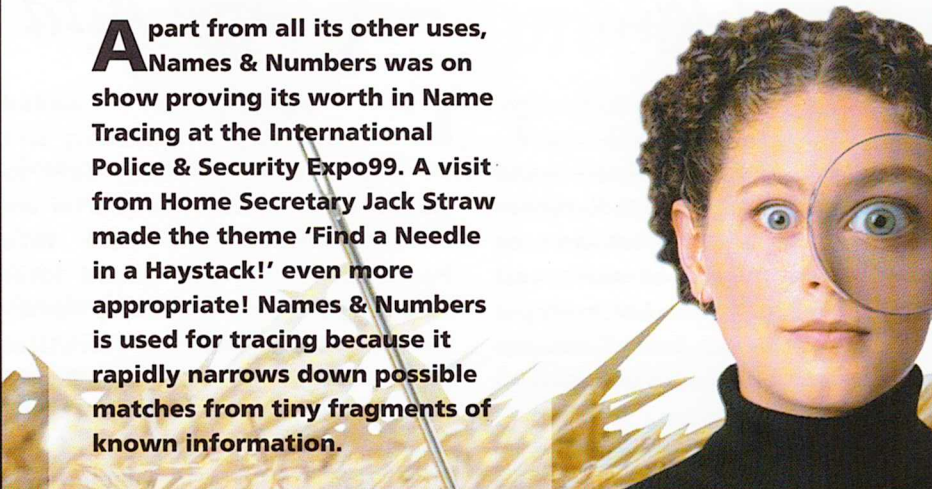 Apart from all its other uses,
Names & Numbers was on
show proving its worth in Name
Tracing at the International
Police & Security Expo99. A visit
from Home Secretary Jack Straw
made the theme ‘Find a Needle
in a Haystack!’ even more
appropriate! Names & Numbers
is used for tracing because it
rapidly narrows down possible
matches from tiny fragments of
known information.